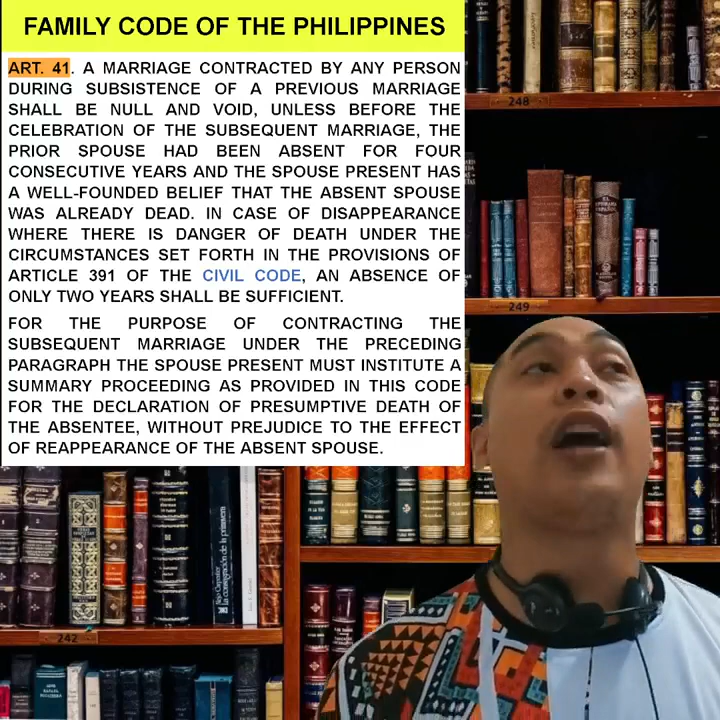 FAMILY CODE OF THE PHILIPPINES
ART. 41. A MARRIAGE CONTRACTED BY ANY PERSON
DURING SUBSISTENCE OF A PREVIOUS MARRIAGE
SHALL BE NULL AND VOID, UNLESS BEFORE THE
CELEBRATION OF THE SUBSEQUENT MARRIAGE, THE
PRIOR SPOUSE HAD BEEN ABSENT FOR FOUR
CONSECUTIVE YEARS AND THE SPOUSE PRESENT HAS
A WELL-FOUNDED BELIEF THAT THE ABSENT SPOUSE
WAS ALREADY DEAD. IN CASE OF DISAPPEARANCE
WHERE THERE IS DANGER OF DEATH UNDER THE
CIRCUMSTANCES SET FORTH IN THE PROVISIONS OF
ARTICLE 391 OF THE CIVIL CODE, AN ABSENCE OF
ONLY TWO YEARS SHALL BE SUFFICIENT.
FOR THE PURPOSE OF CONTRACTING THE
SUBSEQUENT MARRIAGE UNDER THE PRECEDING
PARAGRAPH THE SPOUSE PRESENT MUST INSTITUTE A
SUMMARY PROCEEDING AS PROVIDED IN THIS CODE
FOR THE DECLARATION OF PRESUMPTIVE DEATH OF
THE ABSENTEE, WITHOUT PREJUDICE TO THE EFFECT
OF REAPPEARANCE OF THE ABSENT SPOUSE.
248
249
242